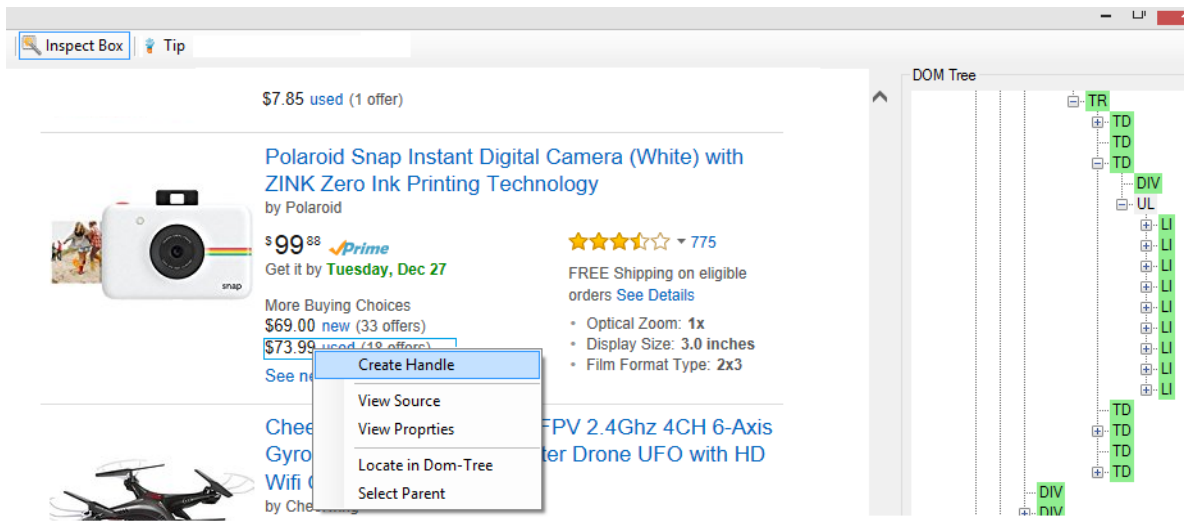 Inspect Box
Tip
DOM Tree
$7.85 used (1 offer)
Polaroid Snap Instant Digital Camera (White) with
ZINK Zero Ink Printing Technology
by Polaroid
$99 88 Prime
Get it by Tuesday, Dec 27
More Buying Choices
$69.00 new (33 offers)
$73.99 used (18 offers)
See
775
FREE Shipping on eligible
orders See Details
• Optical Zoom: 1x
• Display Size: 3.0 inches
• Film Format Type: 2x3
snap
Create Handle
View Source
View Proprties
Locate in Dom-Tree
Select Parent
FPV 2.4Ghz 4CH 6-Axis
Gyro ter Drone UFO with HD
Wifi
by
TR
TD
TD
TD
DIV
UL
LI
LI
LI
LI
LI
LI
LI
LI
LI
TD
TD
TD
TD
DIV
DIV